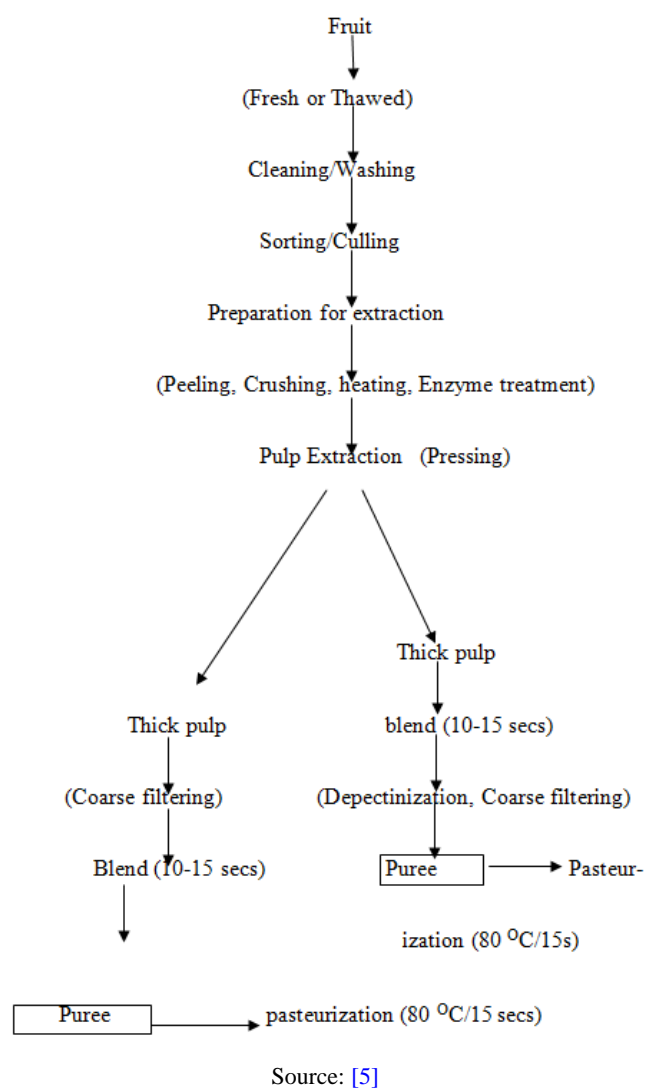 Fruit
(Fresh or Thawed)
Cleaning/Washing
Sorting/Culling
Preparation for extraction
(Peeling, Crushing, heating, Enzyme treatment)
Pulp Extraction (Pressing)
Thick pulp
Thick pulp
blend (10-15 secs)
(Coarse filtering)
(Depectinization, Coarse filtering)
Blend (10-15 secs)
Puree
Pasteur-
ization (80 ᴼC/15s)
Puree
pasteurization (80 ᴼC/15 secs)
Source: [5]